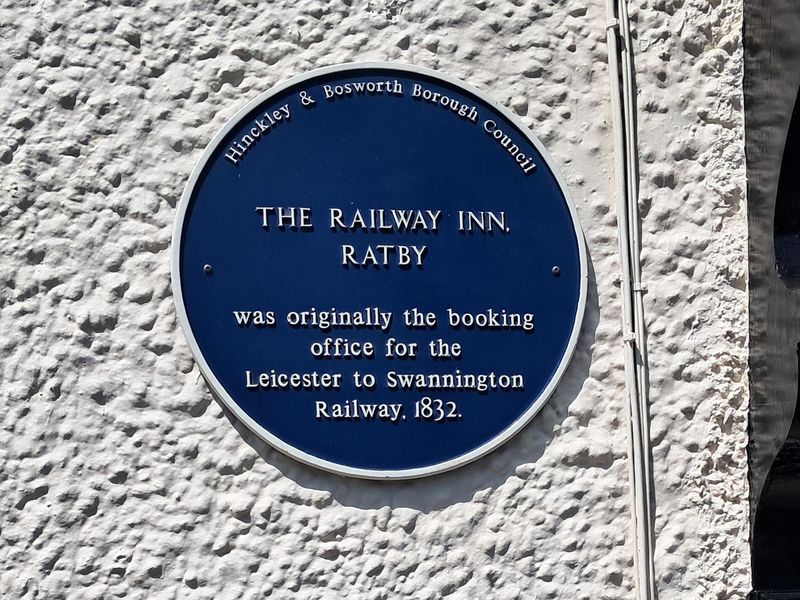 Hinckley & Bosworth Borough Council
THE RAILWAY INN,
RATBY
was originally the booking
office for the
Leicester to Swannington
Railway, 1832.